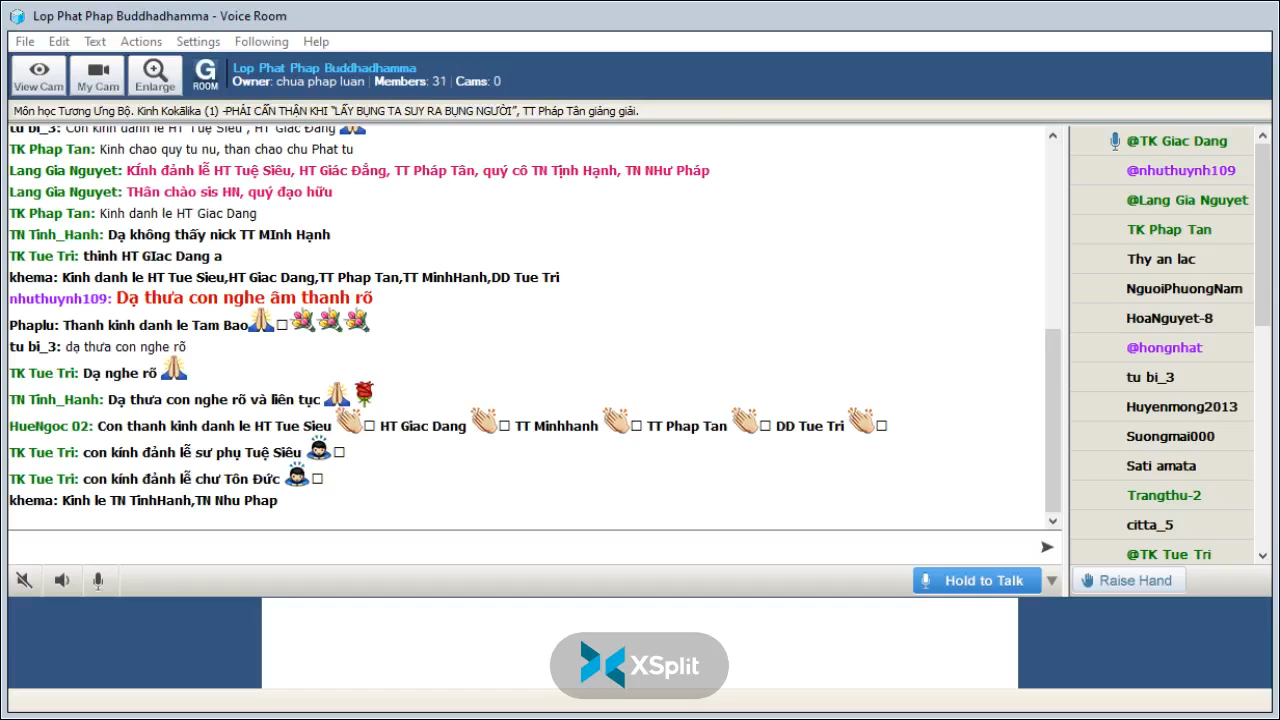 Lop Phat Phap Buddhadhamma - Voice Room
File Edit Text Actions Settings Following Help
View Cam My Cam Enlarge G ROOM
Lop Phat Phap Buddhadhamma
Owner: chua phap luan | Members: 31 | Cams: 0
Môn học Tương Ưng Bộ. Kinh Kokālika (1) -PHẢI CẨN THẬN KHI "LẤY BỤNG TA SUY RA BỤNG NGƯỜI", TT Pháp Tân giảng giải.
tu bi_3: Con kinh danh le HT Tuệ Siêu , HT Giác Đẳng
TK Phap Tan: Kinh chao quy tu nu, than chao chu Phat tu
Lang Gia Nguyet: KÍnh đảnh lễ HT Tuệ Siêu, HT Giác Đẳng, TT Pháp Tân, quý cô TN Tịnh Hạnh, TN NHư Pháp
Lang Gia Nguyet: THân chào sis HN, quý đạo hữu
TK Phap Tan: Kinh danh le HT Giac Dang
TN Tinh_Hanh: Dạ không thấy nick TT MInh Hạnh
TK Tue Tri: thỉnh HT GIac Dang a
khema: Kinh danh le HT Tue Sieu,HT Giac Dang,TT Phap Tan,TT MinhHanh,DD Tue Tri
nhuthuynh109: Dạ thưa con nghe âm thanh rõ
Phaplu: Thanh kinh danh le Tam Bao
tu bi_3: dạ thưa con nghe rõ
TK Tue Tri: Dạ nghe rõ
TN Tinh_Hanh: Dạ thưa con nghe rõ và liên tục
HueNgoc 02: Con thanh kinh danh le HT Tue Sieu HT Giac Dang TT Minhhanh TT Phap Tan DD Tue Tri
TK Tue Tri: con kính đảnh lễ sư phụ Tuệ Siêu
TK Tue Tri: con kính đảnh lễ chư Tôn Đức
khema: Kinh le TN TinhHanh,TN Nhu Phap
Hold to Talk
@TK Giac Dang
@nhuthuynh109
@Lang Gia Nguyet
TK Phap Tan
Thy an lac
NguoiPhuongNam
HoaNguyet-8
@hongnhat
tu bi_3
Huyenmong2013
Suongmai000
Sati amata
Trangthu-2
citta_5
@TK Tue Tri
Raise Hand
XSplit